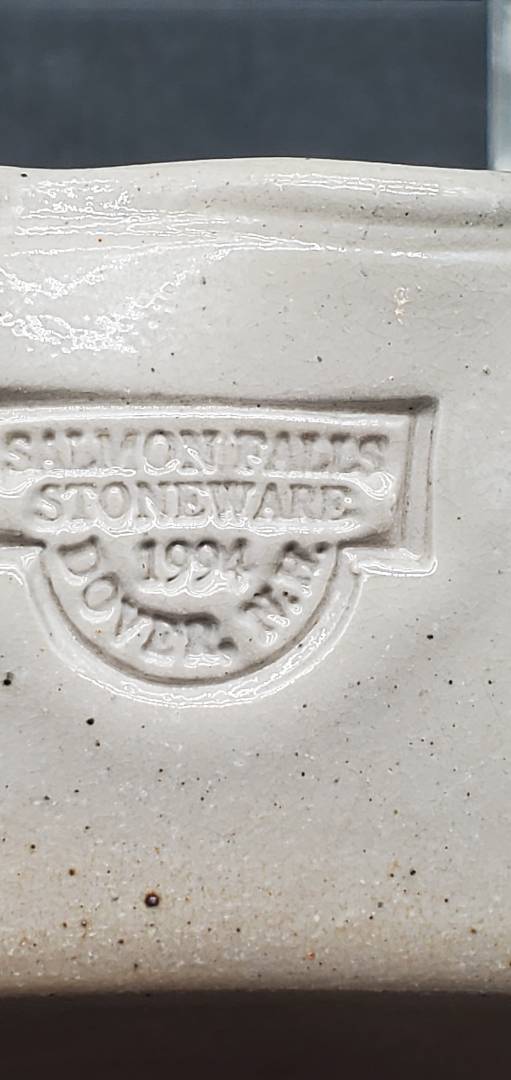 SALMON FALLS
STONEWARE
1994
DOVER. N.H.